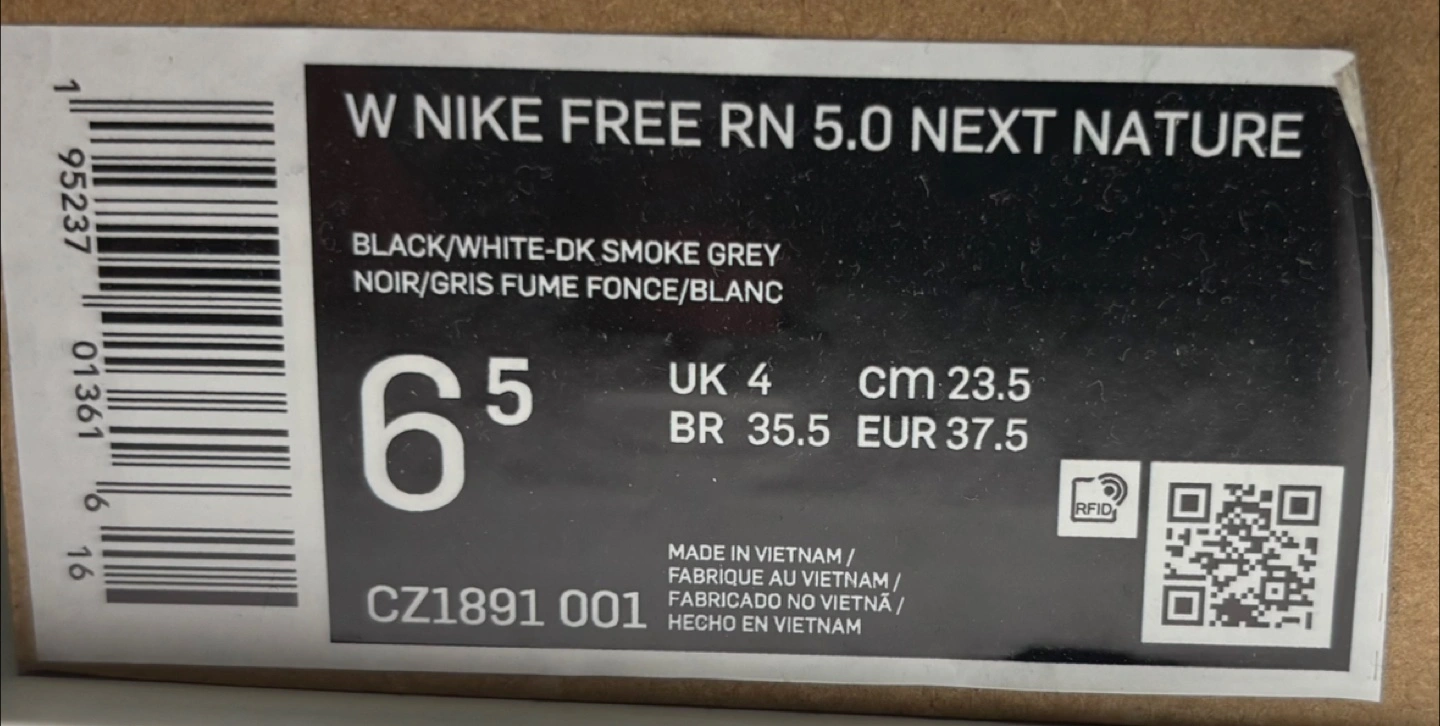 1 95237 01361 6 16
W NIKE FREE RN 5.0 NEXT NATURE
BLACK/WHITE-DK SMOKE GREY
NOIR/GRIS FUME FONCE/BLANC
6 5
UK 4 cm 23.5
BR 35.5 EUR 37.5
RFID
MADE IN VIETNAM /
FABRIQUE AU VIETNAM /
FABRICADO NO VIETNÃ /
HECHO EN VIETNAM
CZ1891 001